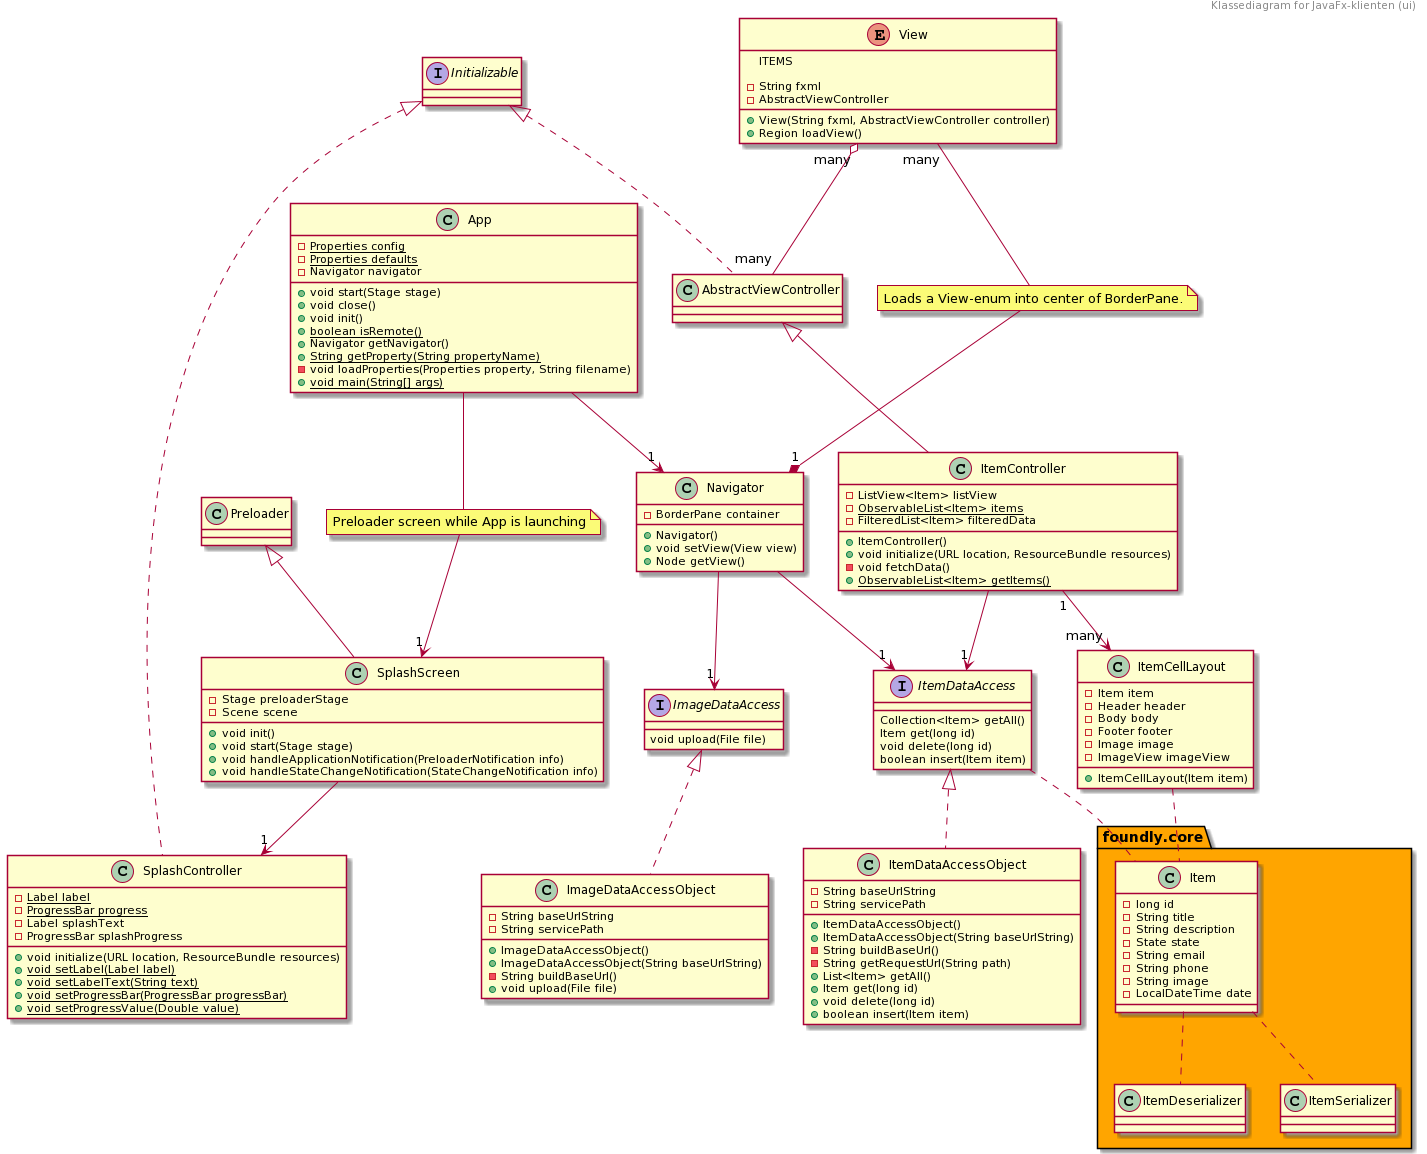 Klassediagram for JavaFx-klienten (ui)
E View
ITEMS
String fxml
AbstractViewController
View(String fxml, AbstractViewController controller)
Region loadView()
I Initializable
many
many
many
C App
Properties config
Properties defaults
Navigator navigator
void start(Stage stage)
void close()
void init()
boolean isRemote()
Navigator getNavigator()
String getProperty(String propertyName)
void loadProperties(Properties property, String filename)
void main(String[] args)
C AbstractViewController
Loads a View-enum into center of BorderPane.
1
1
C Navigator
BorderPane container
Navigator()
void setView(View view)
Node getView()
C ItemController
ListView<Item> listView
ObservableList<Item> items
FilteredList<Item> filteredData
ItemController()
void initialize(URL location, ResourceBundle resources)
void fetchData()
ObservableList<Item> getItems()
C Preloader
Preloader screen while App is launching
1
1
1
1
1
many
C SplashScreen
Stage preloaderStage
Scene scene
void init()
void start(Stage stage)
void handleApplicationNotification(PreloaderNotification info)
void handleStateChangeNotification(StateChangeNotification info)
I ImageDataAccess
void upload(File file)
I ItemDataAccess
Collection<Item> getAll()
Item get(long id)
void delete(long id)
boolean insert(Item item)
C ItemCellLayout
Item item
Header header
Body body
Footer footer
Image image
ImageView imageView
ItemCellLayout(Item item)
1
C SplashController
Label label
ProgressBar progress
Label splashText
ProgressBar splashProgress
void initialize(URL location, ResourceBundle resources)
void setLabel(Label label)
void setLabelText(String text)
void setProgressBar(ProgressBar progressBar)
void setProgressValue(Double value)
C ImageDataAccessObject
String baseUrlString
String servicePath
ImageDataAccessObject()
ImageDataAccessObject(String baseUrlString)
String buildBaseUrl()
void upload(File file)
C ItemDataAccessObject
String baseUrlString
String servicePath
ItemDataAccessObject()
ItemDataAccessObject(String baseUrlString)
String buildBaseUrl()
String getRequestUrl(String path)
List<Item> getAll()
Item get(long id)
void delete(long id)
boolean insert(Item item)
foundly.core
C Item
long id
String title
String description
State state
String email
String phone
String image
LocalDateTime date
C ItemDeserializer
C ItemSerializer